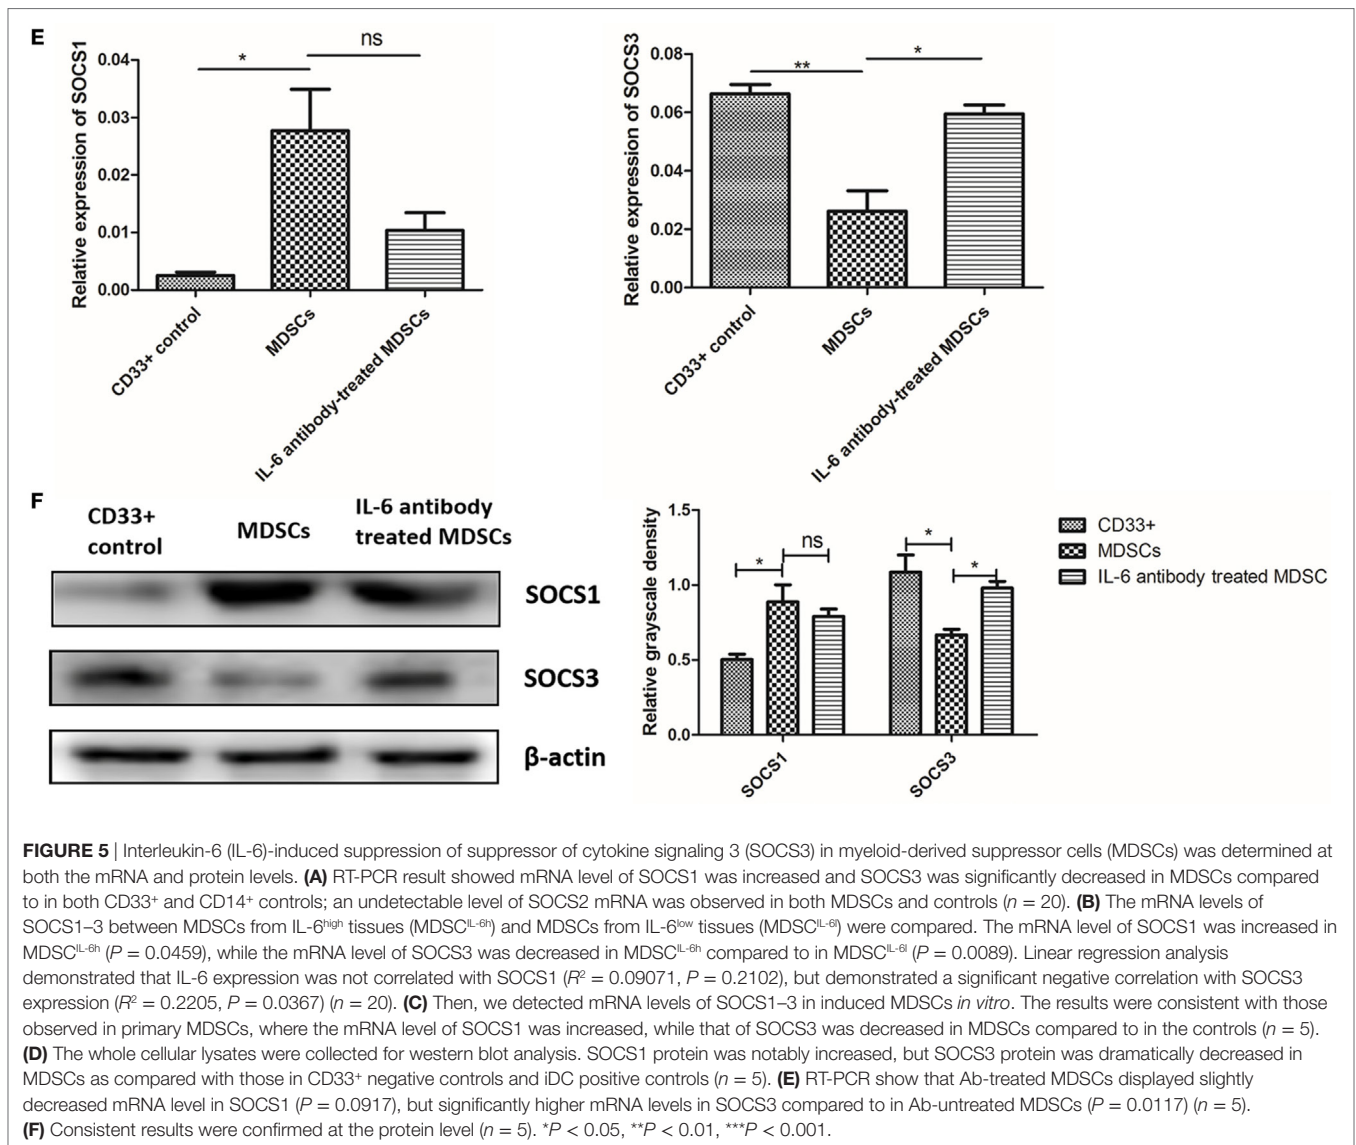 E
Relative expression of SOCS1
0.04
0.03
0.02
0.01
0.00
*
ns
CD33+ control
MDSCs
IL-6 antibody-treated MDSCs
Relative expression of SOCS3
0.08
0.06
0.04
0.02
0.00
**
*
CD33+ control
MDSCs
IL-6 antibody-treated MDSCs
F
CD33+
control
MDSCs
IL-6 antibody
treated MDSCs
SOCS1
SOCS3
β-actin
Relative grayscale density
1.5
1.0
0.5
0.0
*
ns
*
*
SOCS1
SOCS3
CD33+
MDSCs
IL-6 antibody treated MDSC
FIGURE 5 | Interleukin-6 (IL-6)-induced suppression of suppressor of cytokine signaling 3 (SOCS3) in myeloid-derived suppressor cells (MDSCs) was determined at
both the mRNA and protein levels. (A) RT-PCR result showed mRNA level of SOCS1 was increased and SOCS3 was significantly decreased in MDSCs compared
to in both CD33⁺ and CD14⁺ controls; an undetectable level of SOCS2 mRNA was observed in both MDSCs and controls (n = 20). (B) The mRNA levels of
SOCS1–3 between MDSCs from IL-6ʰⁱᵍʰ tissues (MDSCᴵᴸ⁻⁶ʰ) and MDSCs from IL-6ˡᵒʷ tissues (MDSCᴵᴸ⁻⁶ˡ) were compared. The mRNA level of SOCS1 was increased in
MDSCᴵᴸ⁻⁶ʰ (P = 0.0459), while the mRNA level of SOCS3 was decreased in MDSCᴵᴸ⁻⁶ʰ compared to in MDSCᴵᴸ⁻⁶ˡ (P = 0.0089). Linear regression analysis
demonstrated that IL-6 expression was not correlated with SOCS1 (R² = 0.09071, P = 0.2102), but demonstrated a significant negative correlation with SOCS3
expression (R² = 0.2205, P = 0.0367) (n = 20). (C) Then, we detected mRNA levels of SOCS1–3 in induced MDSCs in vitro. The results were consistent with those
observed in primary MDSCs, where the mRNA level of SOCS1 was increased, while that of SOCS3 was decreased in MDSCs compared to in the controls (n = 5).
(D) The whole cellular lysates were collected for western blot analysis. SOCS1 protein was notably increased, but SOCS3 protein was dramatically decreased in
MDSCs as compared with those in CD33⁺ negative controls and iDC positive controls (n = 5). (E) RT-PCR show that Ab-treated MDSCs displayed slightly
decreased mRNA level in SOCS1 (P = 0.0917), but significantly higher mRNA levels in SOCS3 compared to in Ab-untreated MDSCs (P = 0.0117) (n = 5).
(F) Consistent results were confirmed at the protein level (n = 5). *P < 0.05, **P < 0.01, ***P < 0.001.